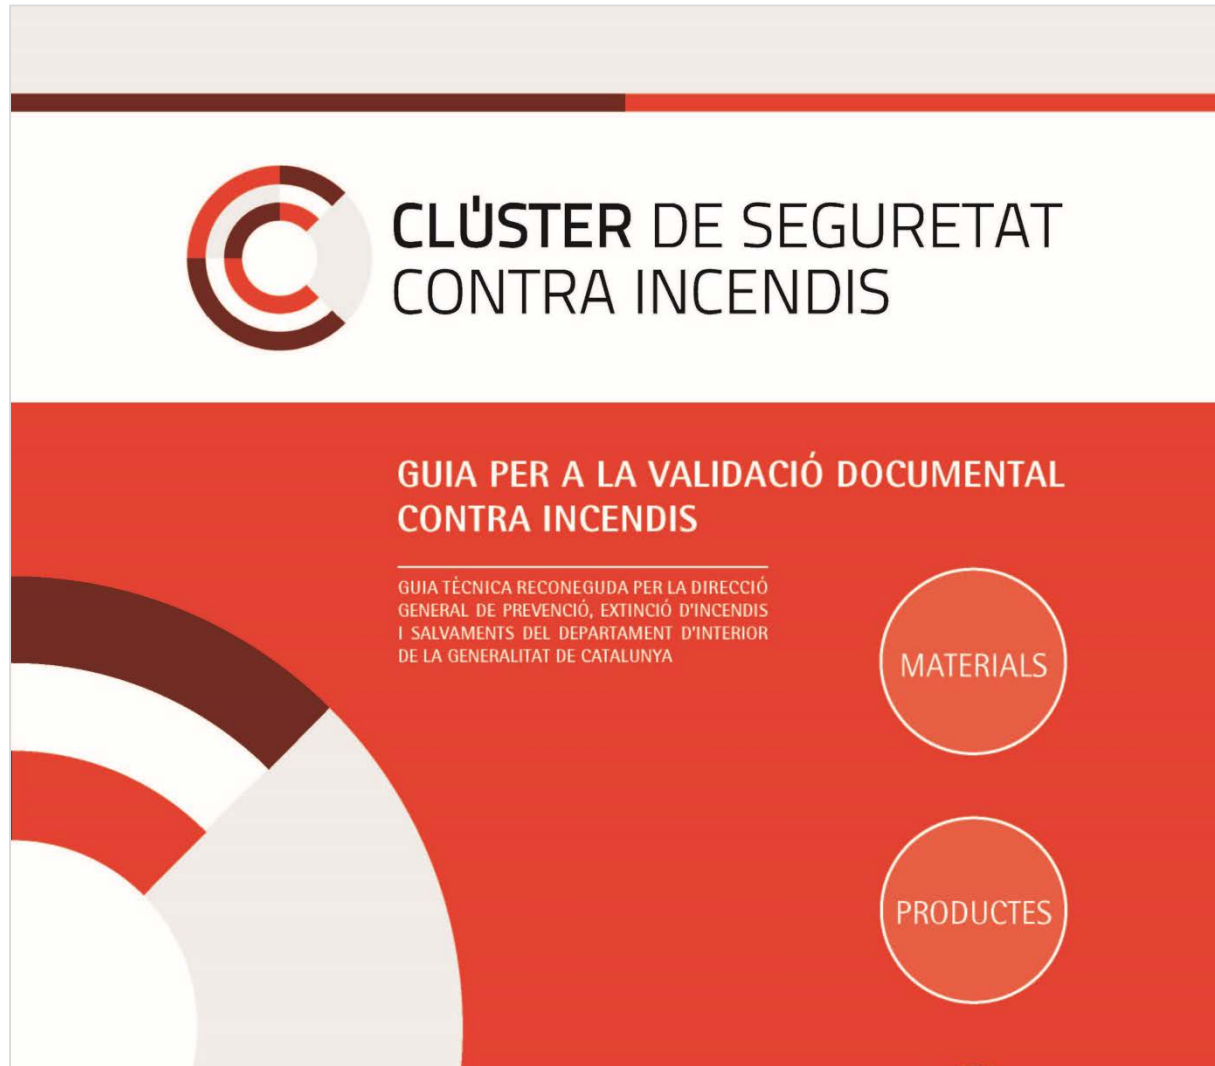 CLÚSTER DE SEGURETAT
CONTRA INCENDIS
GUIA PER A LA VALIDACIÓ DOCUMENTAL
CONTRA INCENDIS
GUIA TÈCNICA RECONEGUDA PER LA DIRECCIÓ
GENERAL DE PREVENCIÓ, EXTINCIÓ D'INCENDIS
I SALVAMENTS DEL DEPARTAMENT D'INTERIOR
DE LA GENERALITAT DE CATALUNYA
MATERIALS
PRODUCTES